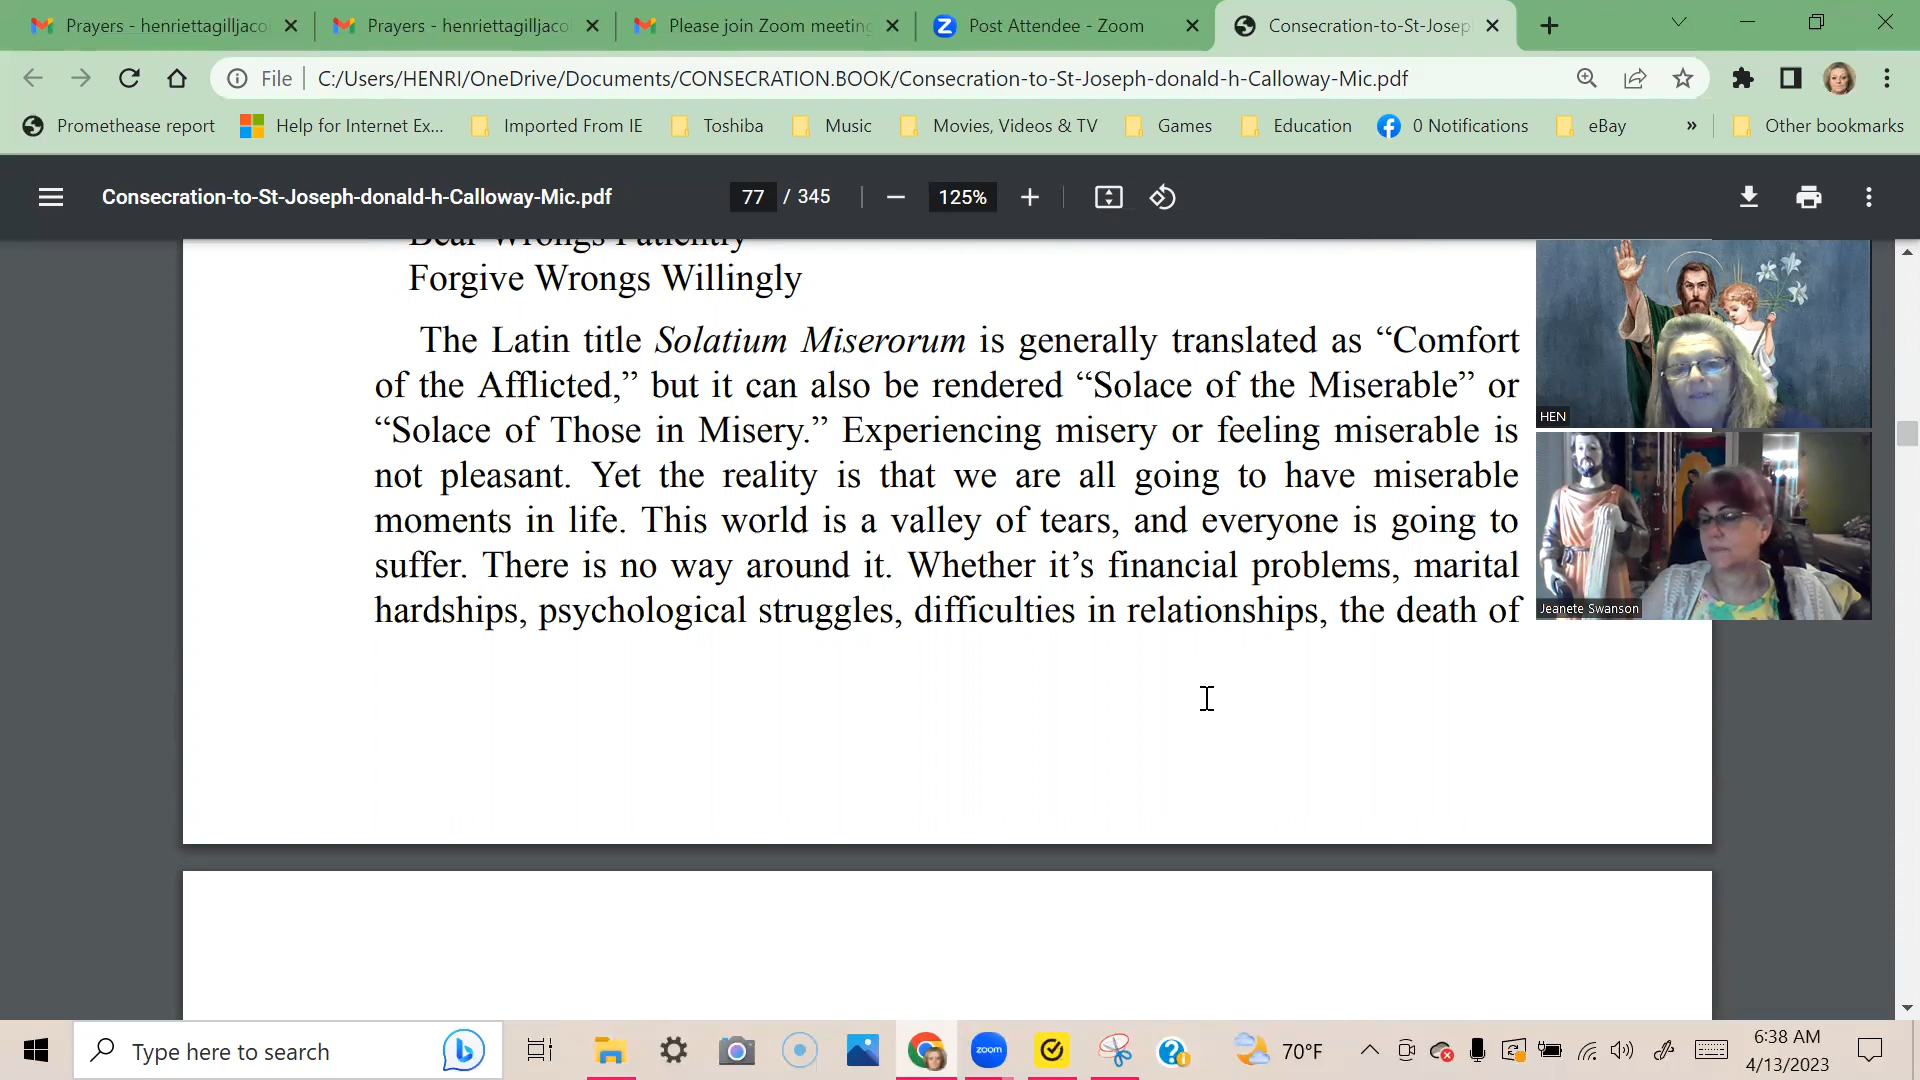 Prayers - henriettagilljaco
Prayers - henriettagilljaco
Please join Zoom meeting
Post Attendee - Zoom
Consecration-to-St-Josep
File
C:/Users/HENRI/OneDrive/Documents/CONSECRATION.BOOK/Consecration-to-St-Joseph-donald-h-Calloway-Mic.pdf
Promethease report
Help for Internet Ex...
Imported From IE
Toshiba
Music
Movies, Videos & TV
Games
Education
0 Notifications
eBay
»
Other bookmarks
Consecration-to-St-Joseph-donald-h-Calloway-Mic.pdf
77 / 345
125%
Bear Wrongs Patiently
Forgive Wrongs Willingly
The Latin title Solatium Miserorum is generally translated as “Comfort
of the Afflicted,” but it can also be rendered “Solace of the Miserable” or
“Solace of Those in Misery.” Experiencing misery or feeling miserable is
not pleasant. Yet the reality is that we are all going to have miserable
moments in life. This world is a valley of tears, and everyone is going to
suffer. There is no way around it. Whether it’s financial problems, marital
hardships, psychological struggles, difficulties in relationships, the death of
HEN
Jeanete Swanson
Type here to search
zoom
70°F
6:38 AM
4/13/2023